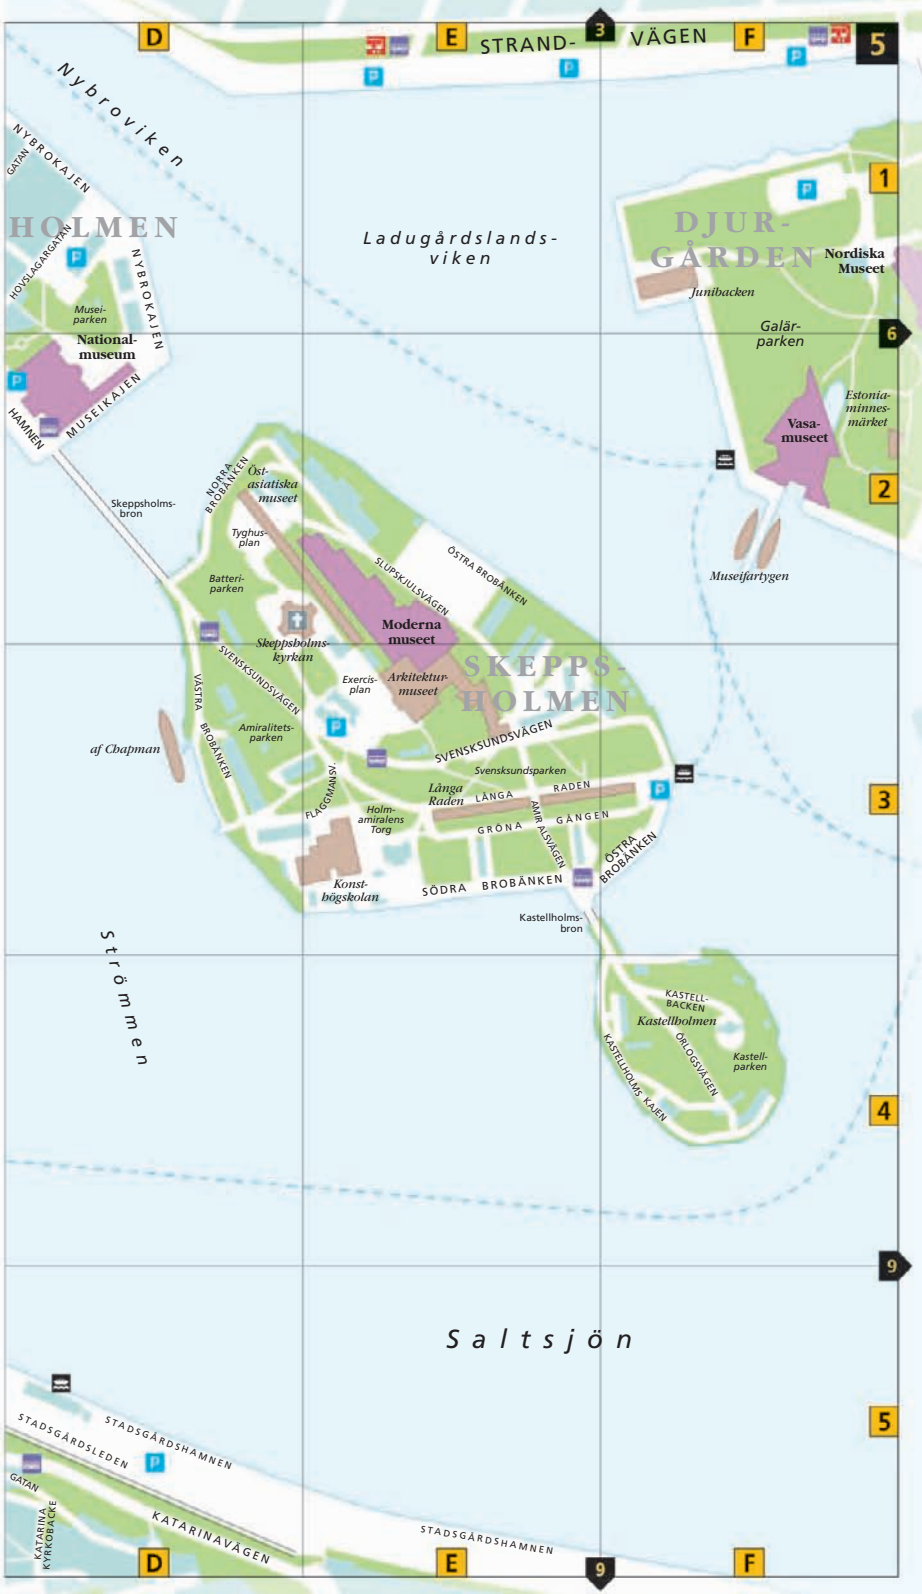 D
E
3
F
5
STRAND-
VÄGEN
P
P
P
Nybroviken
NYBROKAJEN
GATAN
1
P
HOLMEN
DJUR-
GÅRDEN
Ladugårdslands-
viken
HOVSLAGARGATAN
P
NYBROKAJEN
Nordiska
Museet
Junibacken
Musei-
parken
National-
museum
Galär-
parken
6
P
HAMNEN
MUSEIKAJEN
Estonia-
minnes-
märket
Vasa-
museet
NORRA
BROBÄNKEN
Öst-
asiatiska
museet
2
Skeppsholms-
bron
Tyghus-
plan
ÖSTRA BROBÄNKEN
SLUPSKJULSVÄGEN
Batteri-
parken
Museifartygen
Moderna
museet
Skeppsholms-
kyrkan
SVENSKSUNDSVÄGEN
SKEPPS-
HOLMEN
Exercis-
plan
Arkitektur-
museet
VÄSTRA BROBÄNKEN
Amiralitets-
parken
P
af Chapman
SVENSKSUNDSVÄGEN
Svensksundsparken
FLAGGMANSV.
Långa
Raden
LÅNGA RADEN
P
3
Holm-
amiralens
Torg
GRÖNA GÅNGEN
AMIRALSVÄGEN
ÖSTRA
BROBÄNKEN
Konst-
högskolan
SÖDRA BROBÄNKEN
Kastellholms-
bron
Strömmen
KASTELL-
BACKEN
Kastellholmen
ÖRLOGSVÄGEN
Kastell-
parken
KASTELLHOLMS KAJEN
4
9
Saltsjön
STADSGÅRDSHAMNEN
STADSGÅRDSLEDEN
5
P
GATAN
KATARINA
KYRKOBACKE
KATARINAVÄGEN
STADSGÅRDSHAMNEN
D
E
9
F